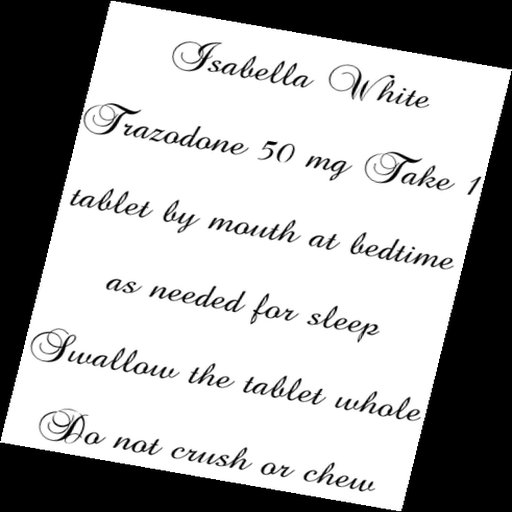 Isabella White
Trazodone 50 mg Take 1
tablet by mouth at bedtime
as needed for sleep
Swallow the tablet whole
Do not crush or chew